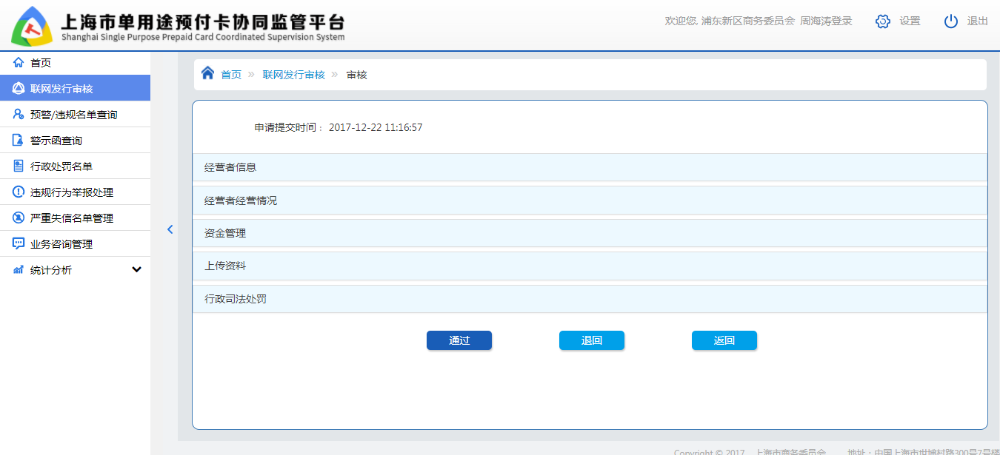 上海市单用途预付卡协同监管平台
Shanghai Single Purpose Prepaid Card Coordinated Supervision System
欢迎您, 浦东新区商务委员会 周海涛登录 设置 退出
首页
联网发行审核
预警/违规名单查询
警示函查询
行政处罚名单
违规行为举报处理
严重失信名单管理
业务咨询管理
统计分析
首页 » 联网发行审核 » 审核
申请提交时间： 2017-12-22 11:16:57
经营者信息
经营者经营情况
资金管理
上传资料
行政司法处罚
通过 退回 返回
Copyright © 2017 上海市商务委员会 地址：中国上海市世博村路300号7号楼